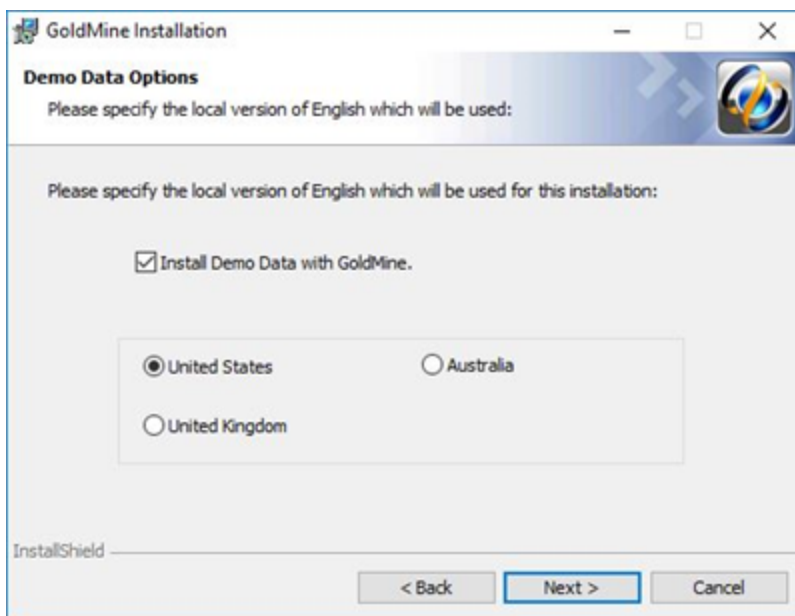 GoldMine Installation
Demo Data Options
Please specify the local version of English which will be used:
Please specify the local version of English which will be used for this installation:
Install Demo Data with GoldMine.
United States
Australia
United Kingdom
InstallShield
< Back
Next >
Cancel